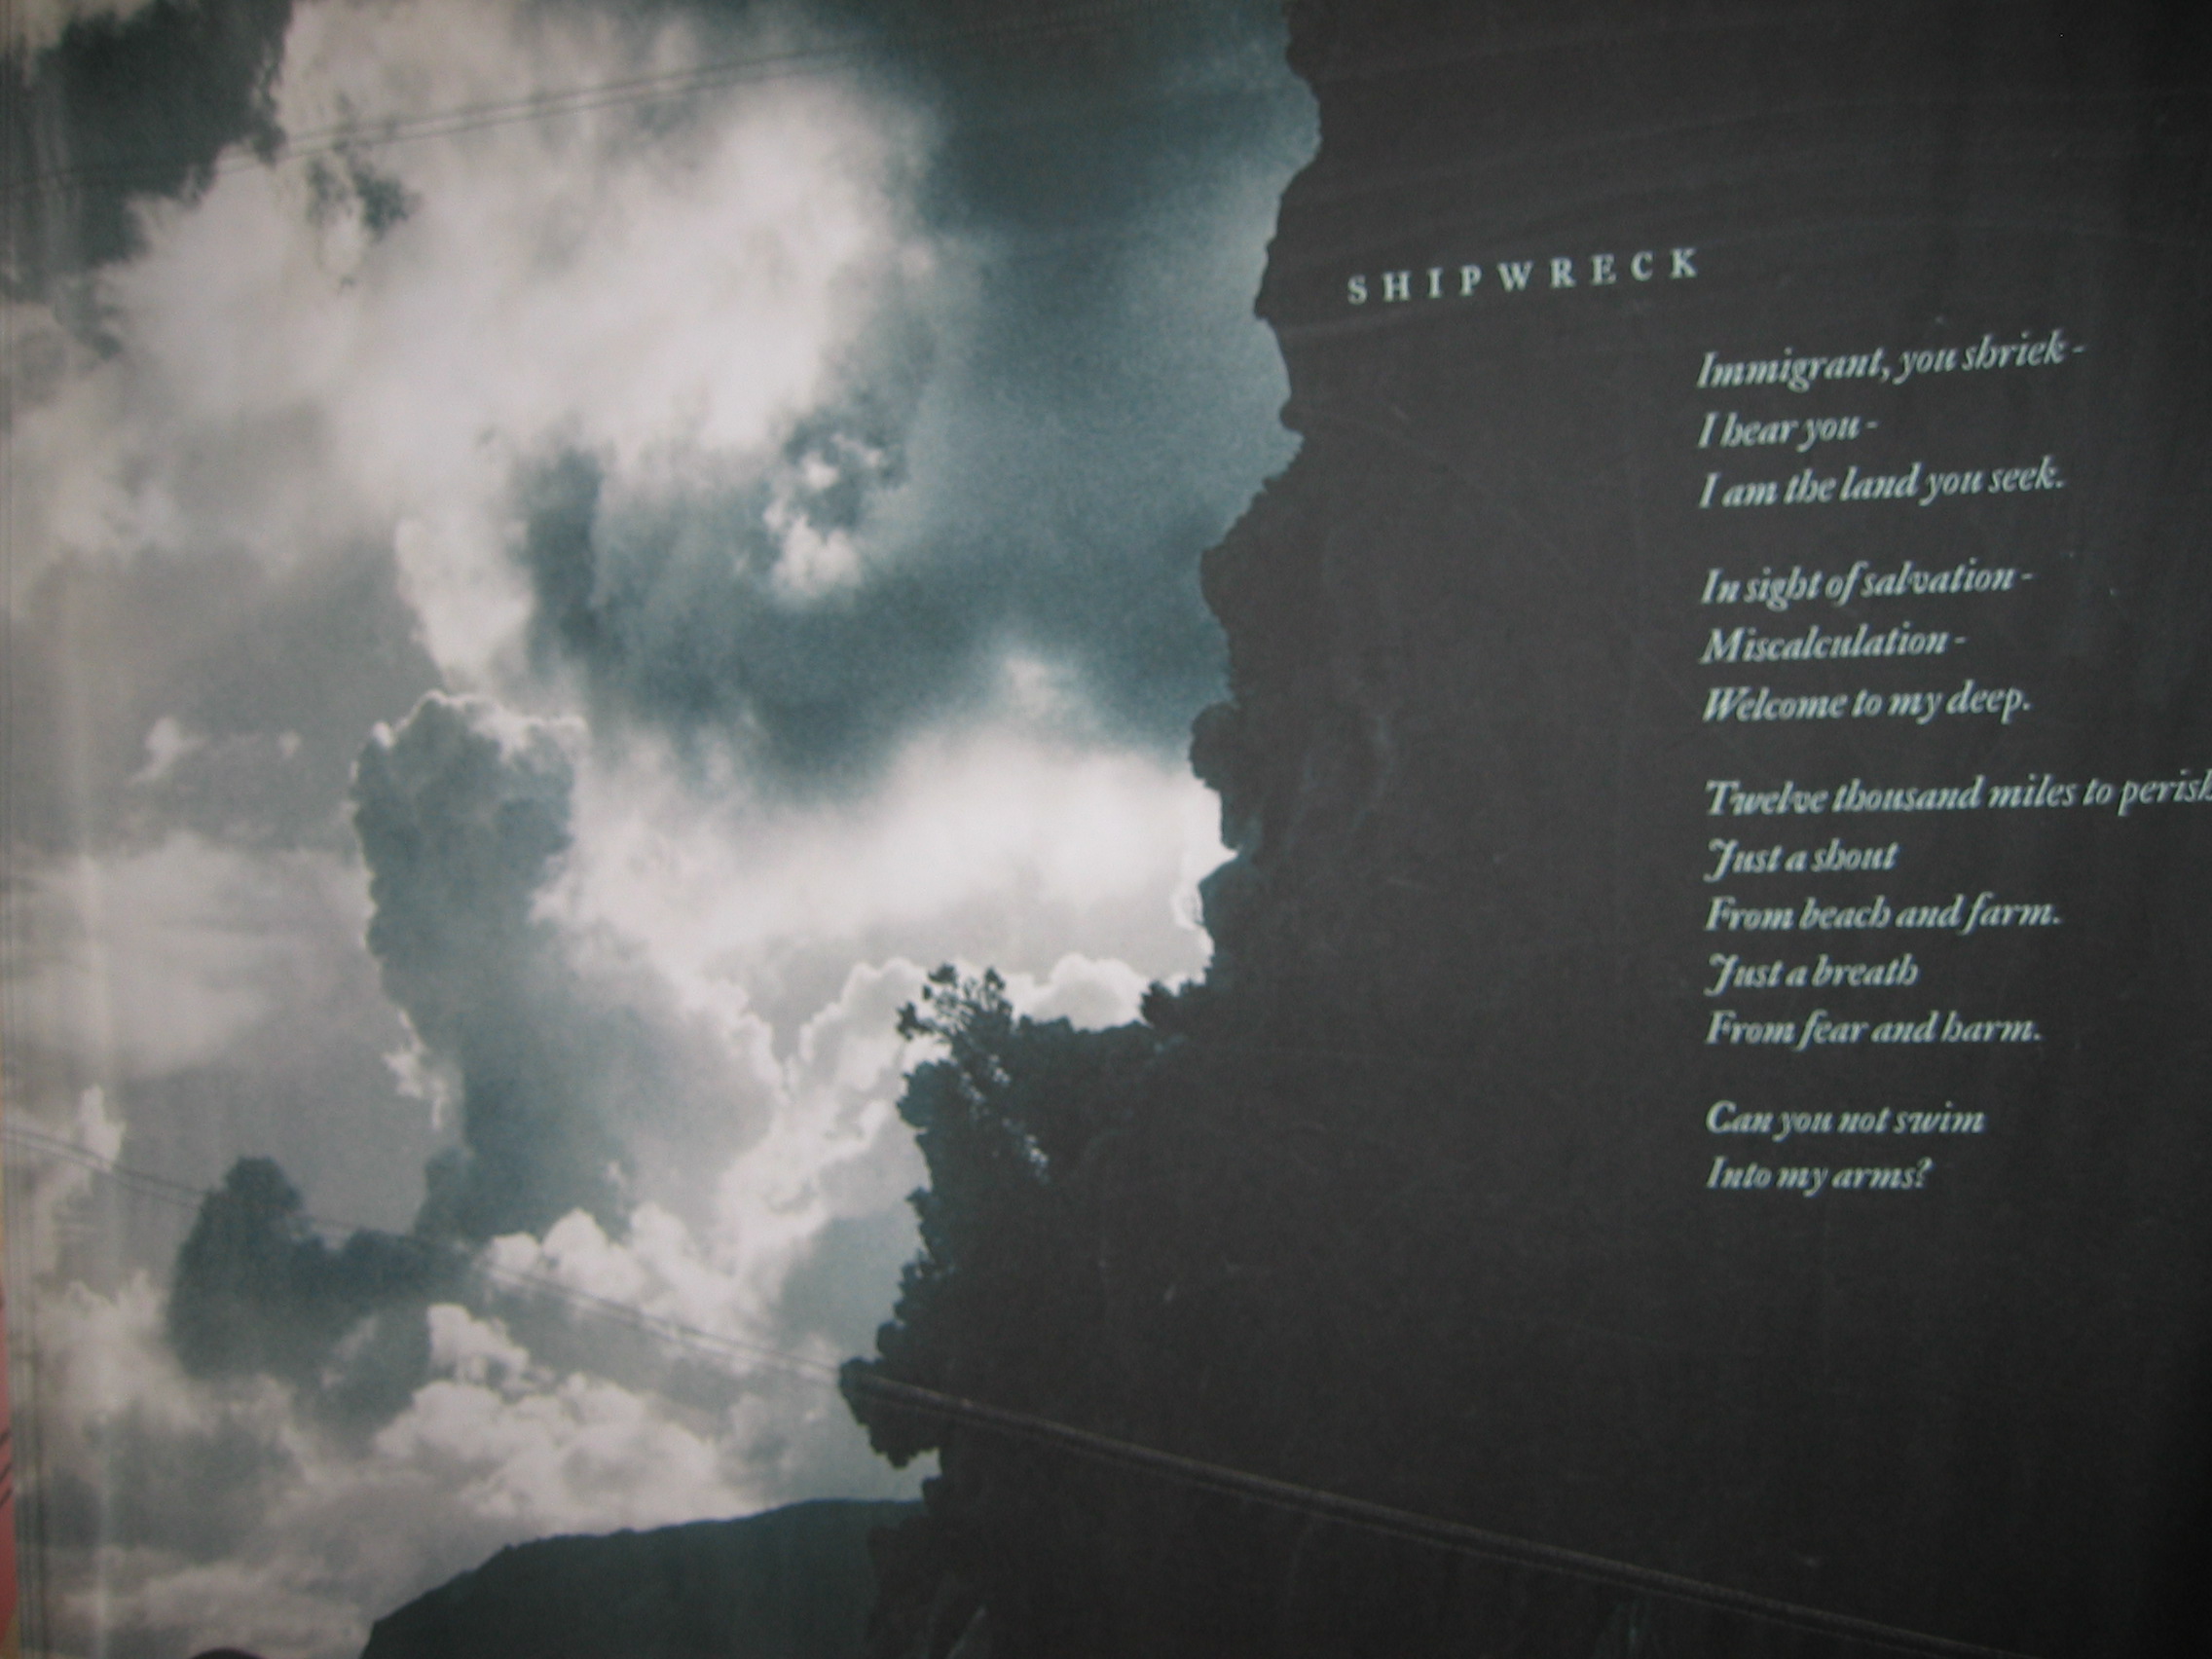 SHIPWRECK
Immigrant, you shriek -
I hear you -
I am the land you seek.
In sight of salvation -
Miscalculation -
Welcome to my deep.
Twelve thousand miles to perish
Just a shout
From beach and farm.
Just a breath
From fear and harm.
Can you not swim
Into my arms?